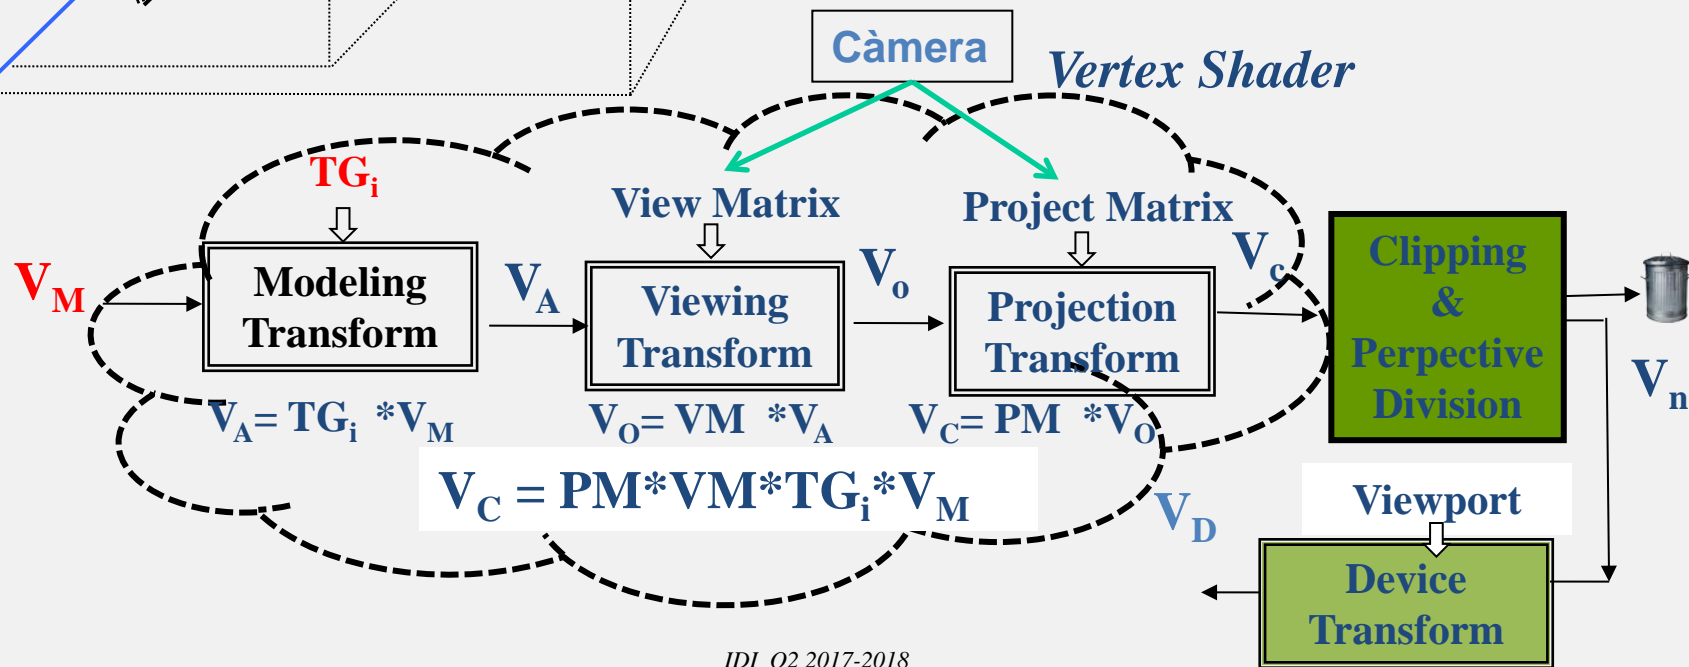 Càmera
Vertex Shader
TGi
View Matrix
Project Matrix
VM
Modeling
Transform
VA
Viewing
Transform
Vo
Projection
Transform
Vc
Clipping
&
Perpective
Division
Vn
VA= TGi *VM
VO= VM *VA
VC= PM *VO
VC = PM*VM*TGi*VM
VD
Viewport
Device
Transform
IDI Q2 2017-2018